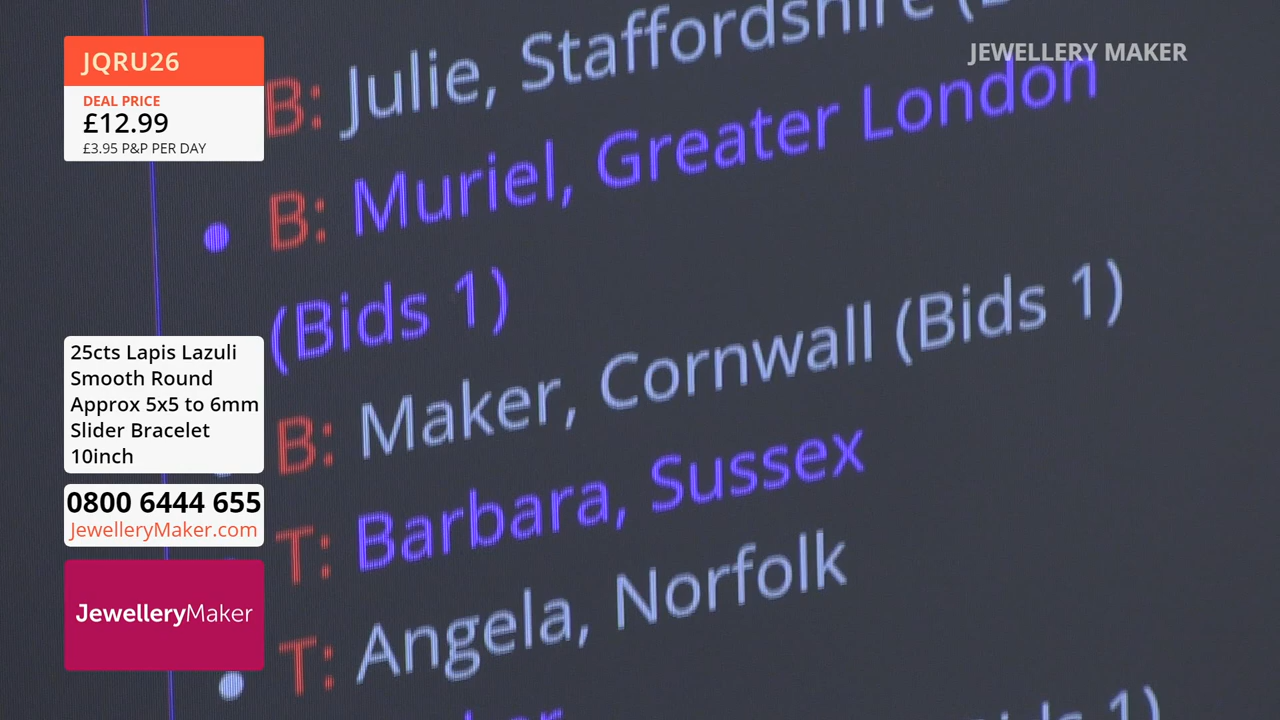 JQRU26
DEAL PRICE
£12.99
£3.95 P&P PER DAY
25cts Lapis Lazuli
Smooth Round
Approx 5x5 to 6mm
Slider Bracelet
10inch
0800 6444 655
JewelleryMaker.com
JewelleryMaker
JEWELLERY MAKER
B: Julie, Staffordshire
B: Muriel, Greater London
(Bids 1)
B: Maker, Cornwall (Bids 1)
T: Barbara, Sussex
T: Angela, Norfolk
1)